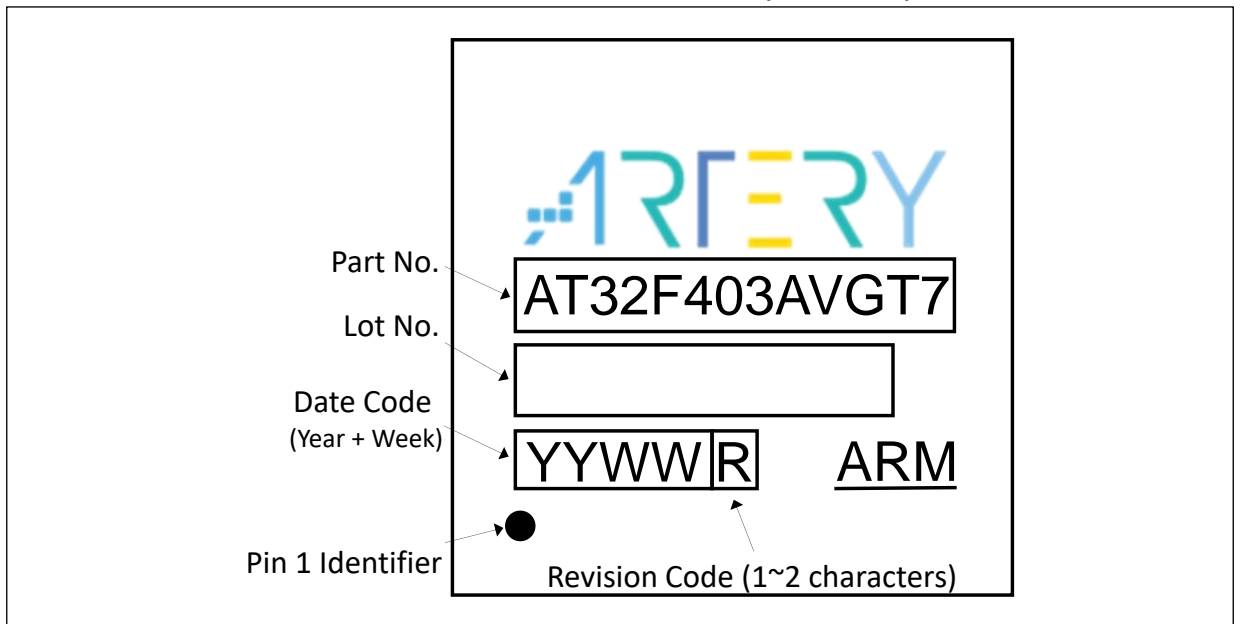 ARTERY
Part No.
AT32F403AVGT7
Lot No.
Date Code
(Year + Week)
YYWW R ARM
Pin 1 Identifier
Revision Code (1~2 characters)